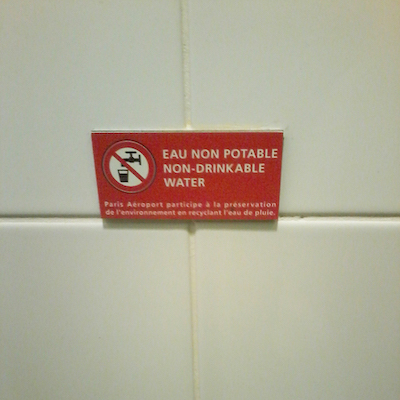 EAU NON POTABLE
NON-DRINKABLE
WATER
Paris Aéroport participe à la préservation
de l'environnement en recyclant l'eau de pluie.